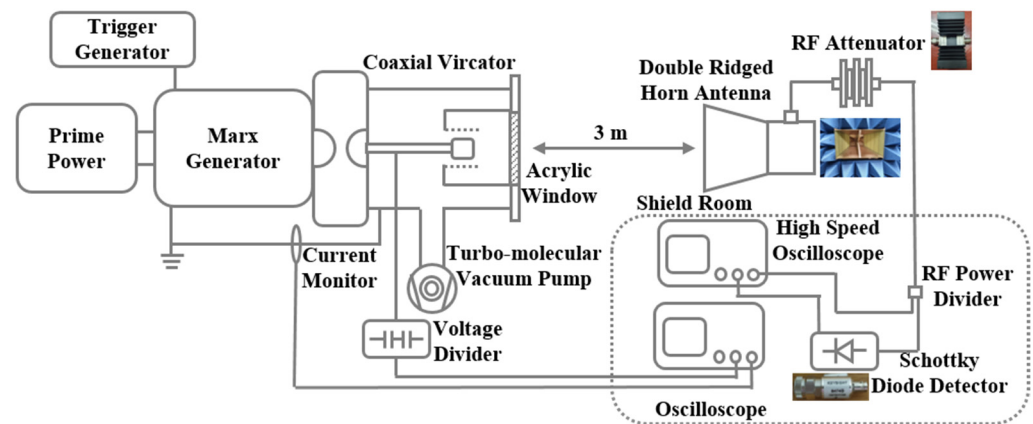 Trigger
Generator
Prime
Power
Marx
Generator
Coaxial Vircator
Acrylic
Window
3 m
Double Ridged
Horn Antenna
RF Attenuator
Current
Monitor
Turbo-molecular
Vacuum Pump
Voltage
Divider
Shield Room
High Speed
Oscilloscope
RF Power
Divider
Schottky
Diode Detector
Oscilloscope